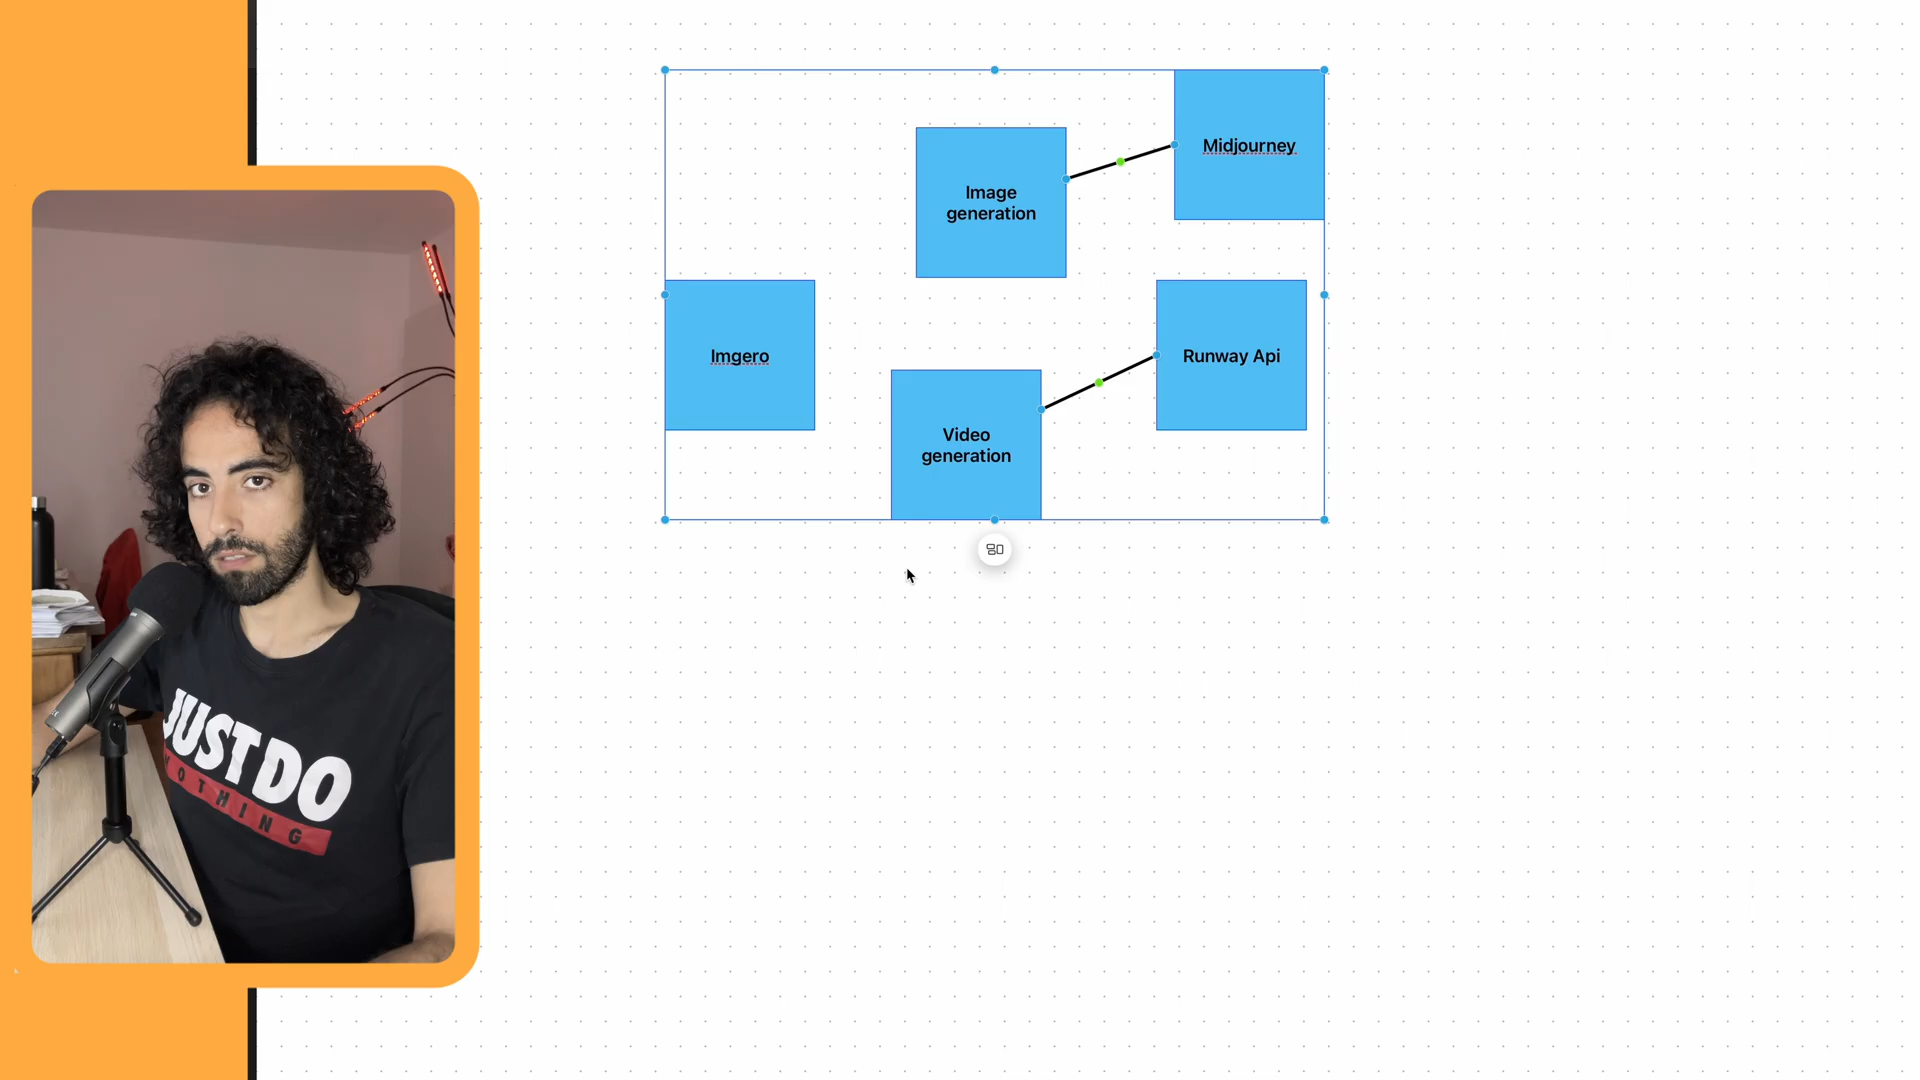 Midjourney
Image
generation
Imgero
Runway Api
Video
generation
JUST DO
NOTHING